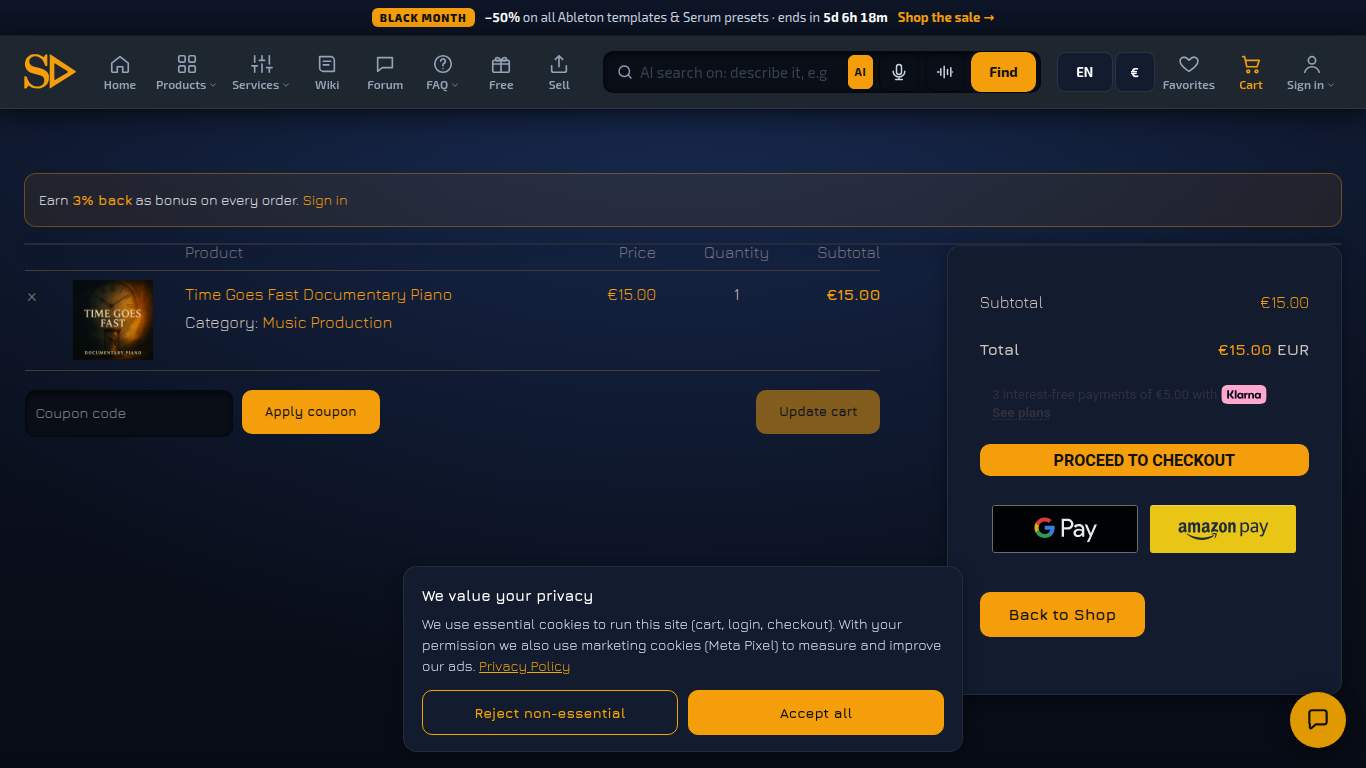 BLACK MONTH −50% on all Ableton templates & Serum presets · ends in 5d 6h 18m Shop the sale →
SD
Home
Products
Services
Wiki
Forum
FAQ
Free
Sell
AI search on: describe it, e.g
AI
Find
EN
€
Favorites
Cart
Sign in
Earn 3% back as bonus on every order. Sign in
Product Price Quantity Subtotal
× Time Goes Fast Documentary Piano €15.00 1 €15.00
TIME GOES
FAST
DOCUMENTARY PIANO
Category: Music Production
Coupon code
Apply coupon
Update cart
Subtotal €15.00
Total €15.00 EUR
3 interest-free payments of €5.00 with Klarna
See plans
PROCEED TO CHECKOUT
G Pay
amazon pay
Back to Shop
We value your privacy
We use essential cookies to run this site (cart, login, checkout). With your
permission we also use marketing cookies (Meta Pixel) to measure and improve
our ads. Privacy Policy
Reject non-essential
Accept all